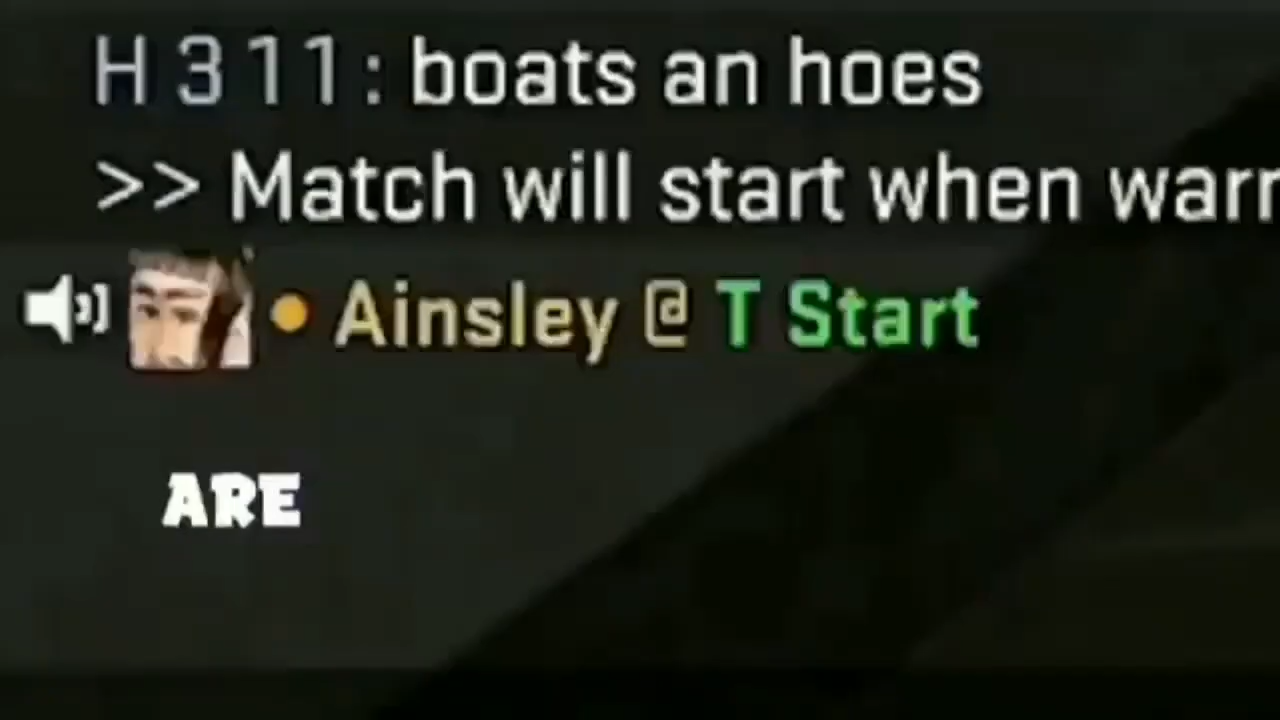 H 3 1 1 : boats an hoes
>> Match will start when warr
Ainsley @ T Start
ARE